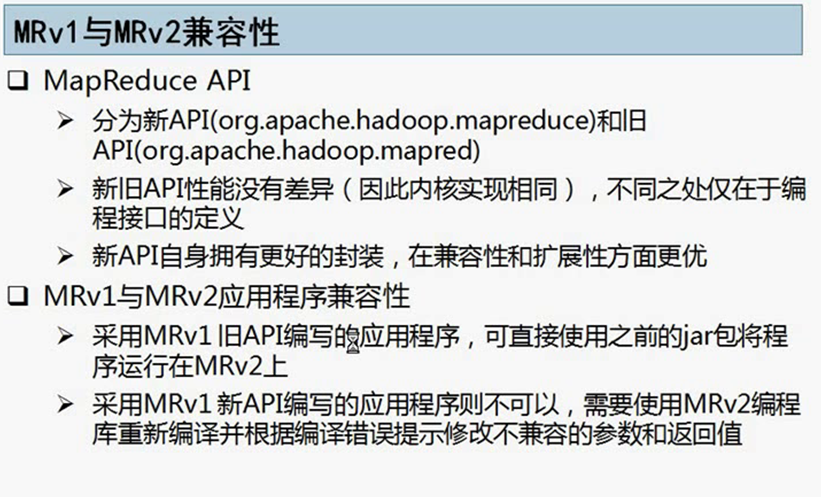 MRv1与MRv2兼容性
MapReduce API
分为新API(org.apache.hadoop.mapreduce)和旧
API(org.apache.hadoop.mapred)
新旧API性能没有差异（因此内核实现相同），不同之处仅在于编
程接口的定义
新API自身拥有更好的封装，在兼容性和扩展性方面更优
MRv1与MRv2应用程序兼容性
采用MRv1 旧API编写的应用程序，可直接使用之前的jar包将程
序运行在MRv2上
采用MRv1 新API编写的应用程序则不可以，需要使用MRv2编程
库重新编译并根据编译错误提示修改不兼容的参数和返回值